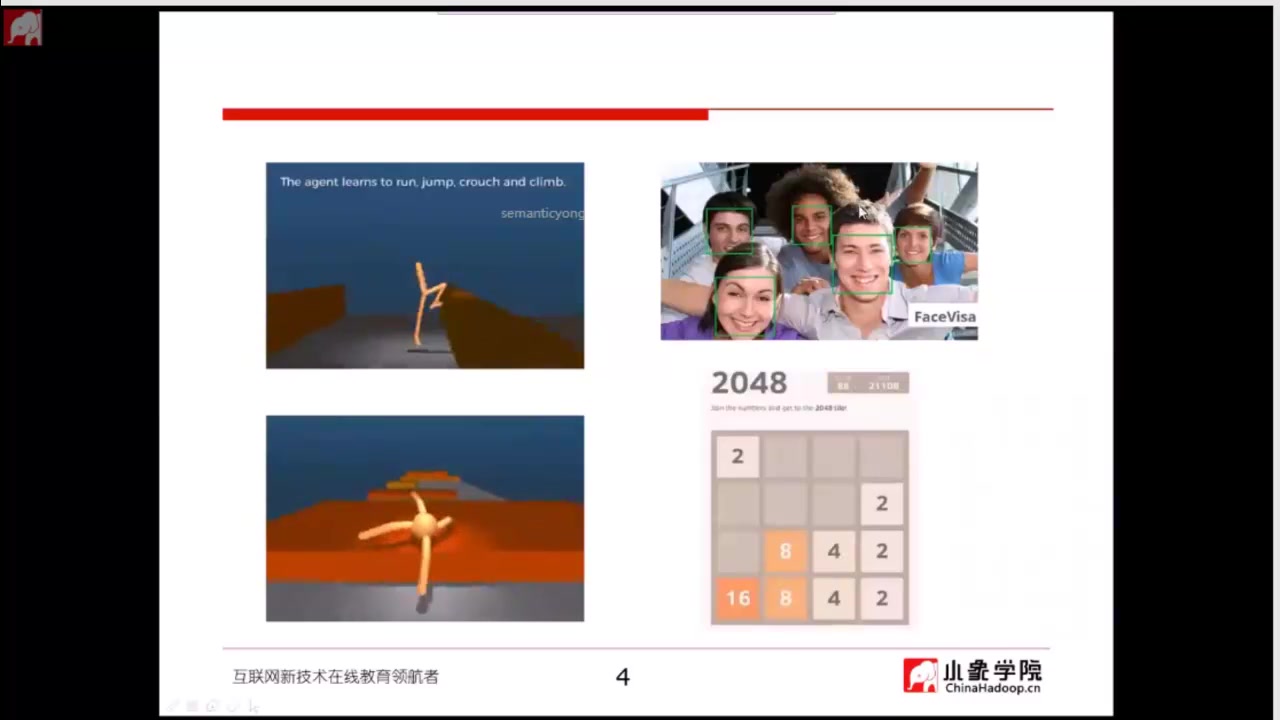 The agent learns to run, jump, crouch and climb.
semanticyong
FaceVisa
2048
88
21108
Join the numbers and get to the 2048 tile!
2
2
8 4 2
16 8 4 2
互联网新技术在线教育领航者
4
小象学院
ChinaHadoop.cn